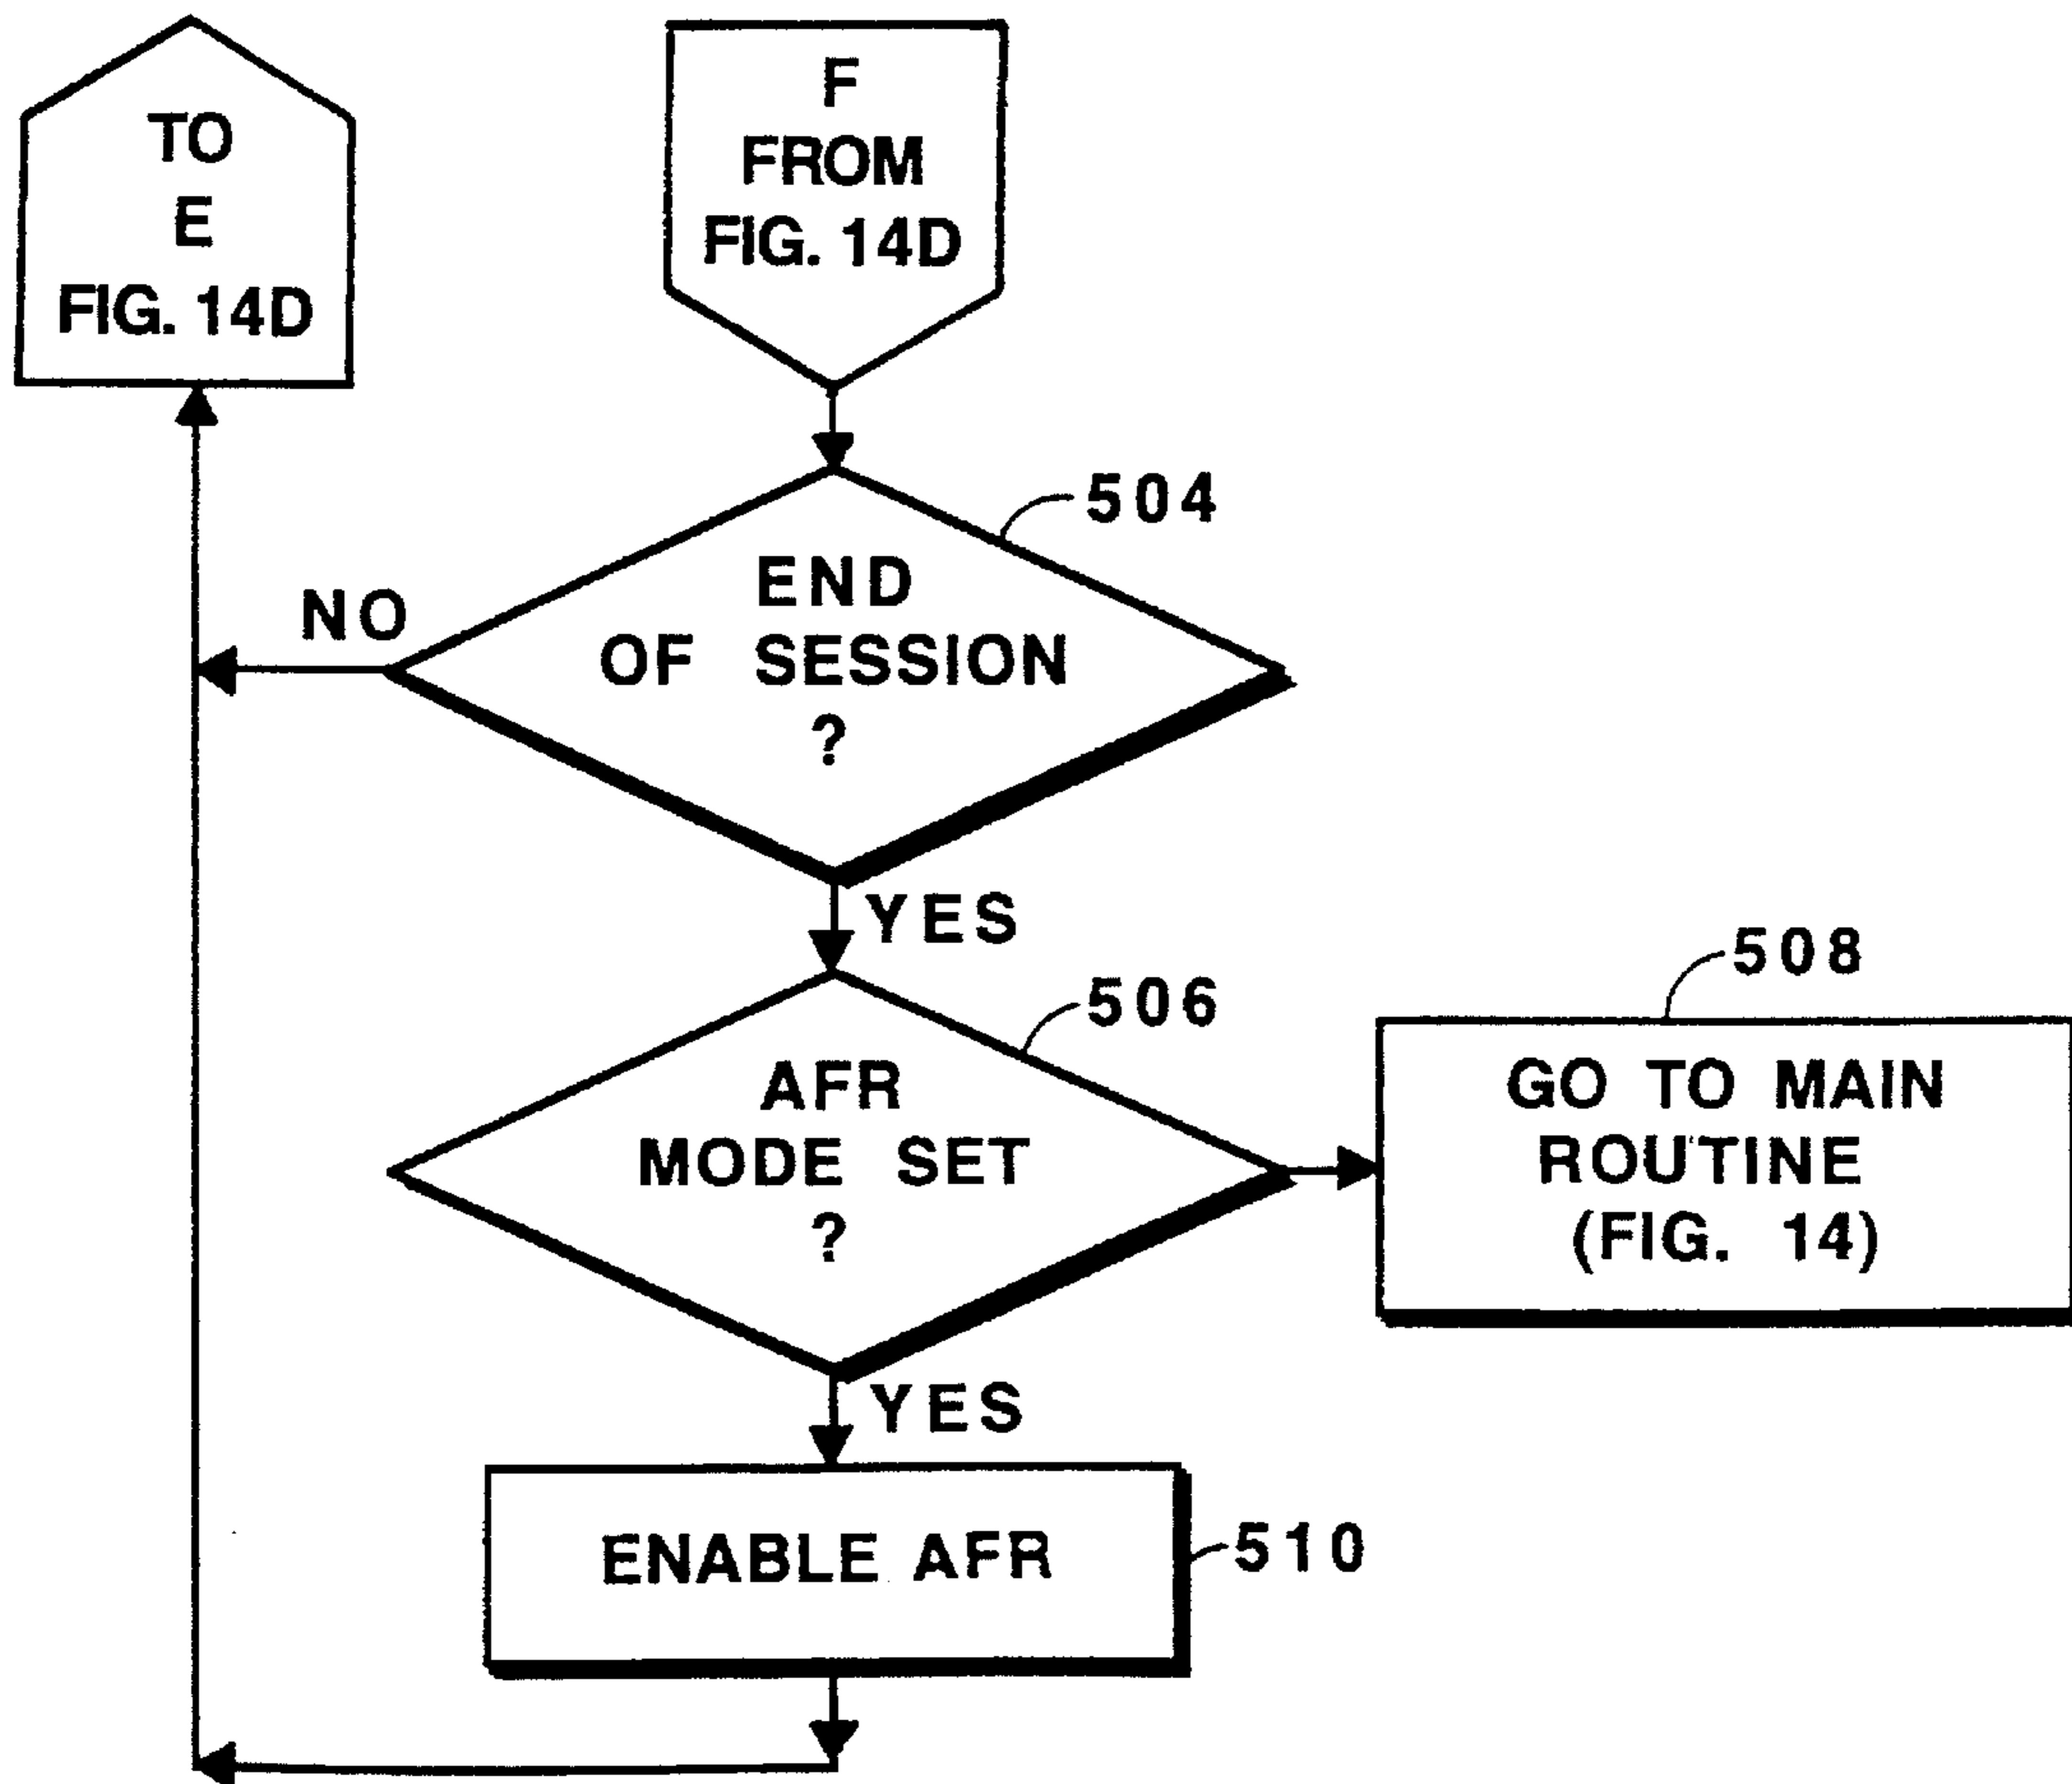 TO
E
FIG. 14D
F
FROM
FIG. 14D
504
END
OF SESSION
?
NO
YES
506
AFR
MODE SET
?
508
GO TO MAIN
ROUTINE
(FIG. 14)
YES
ENABLE AFR
510